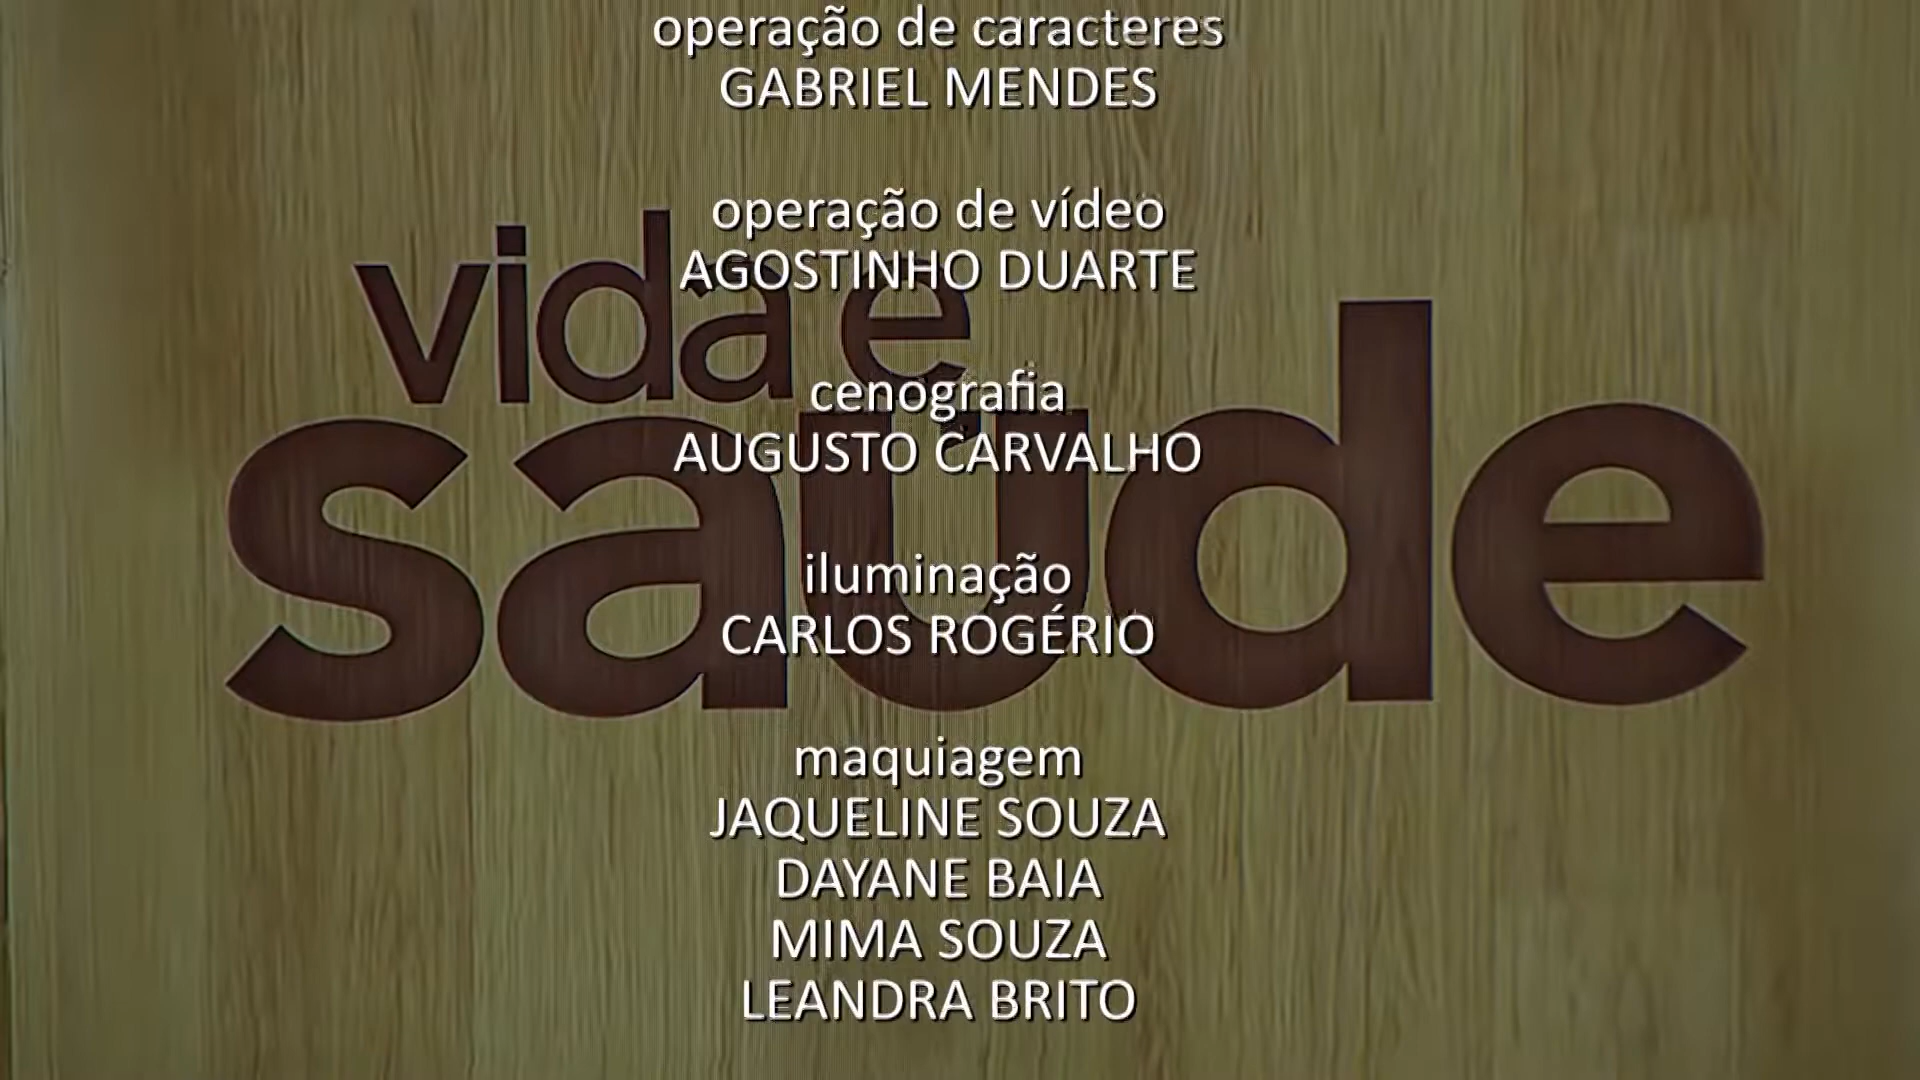 operação de caracteres
GABRIEL MENDES
operação de vídeo
AGOSTINHO DUARTE
vida e
saúde
cenografia
AUGUSTO CARVALHO
iluminação
CARLOS ROGÉRIO
maquiagem
JAQUELINE SOUZA
DAYANE BAIA
MIMA SOUZA
LEANDRA BRITO